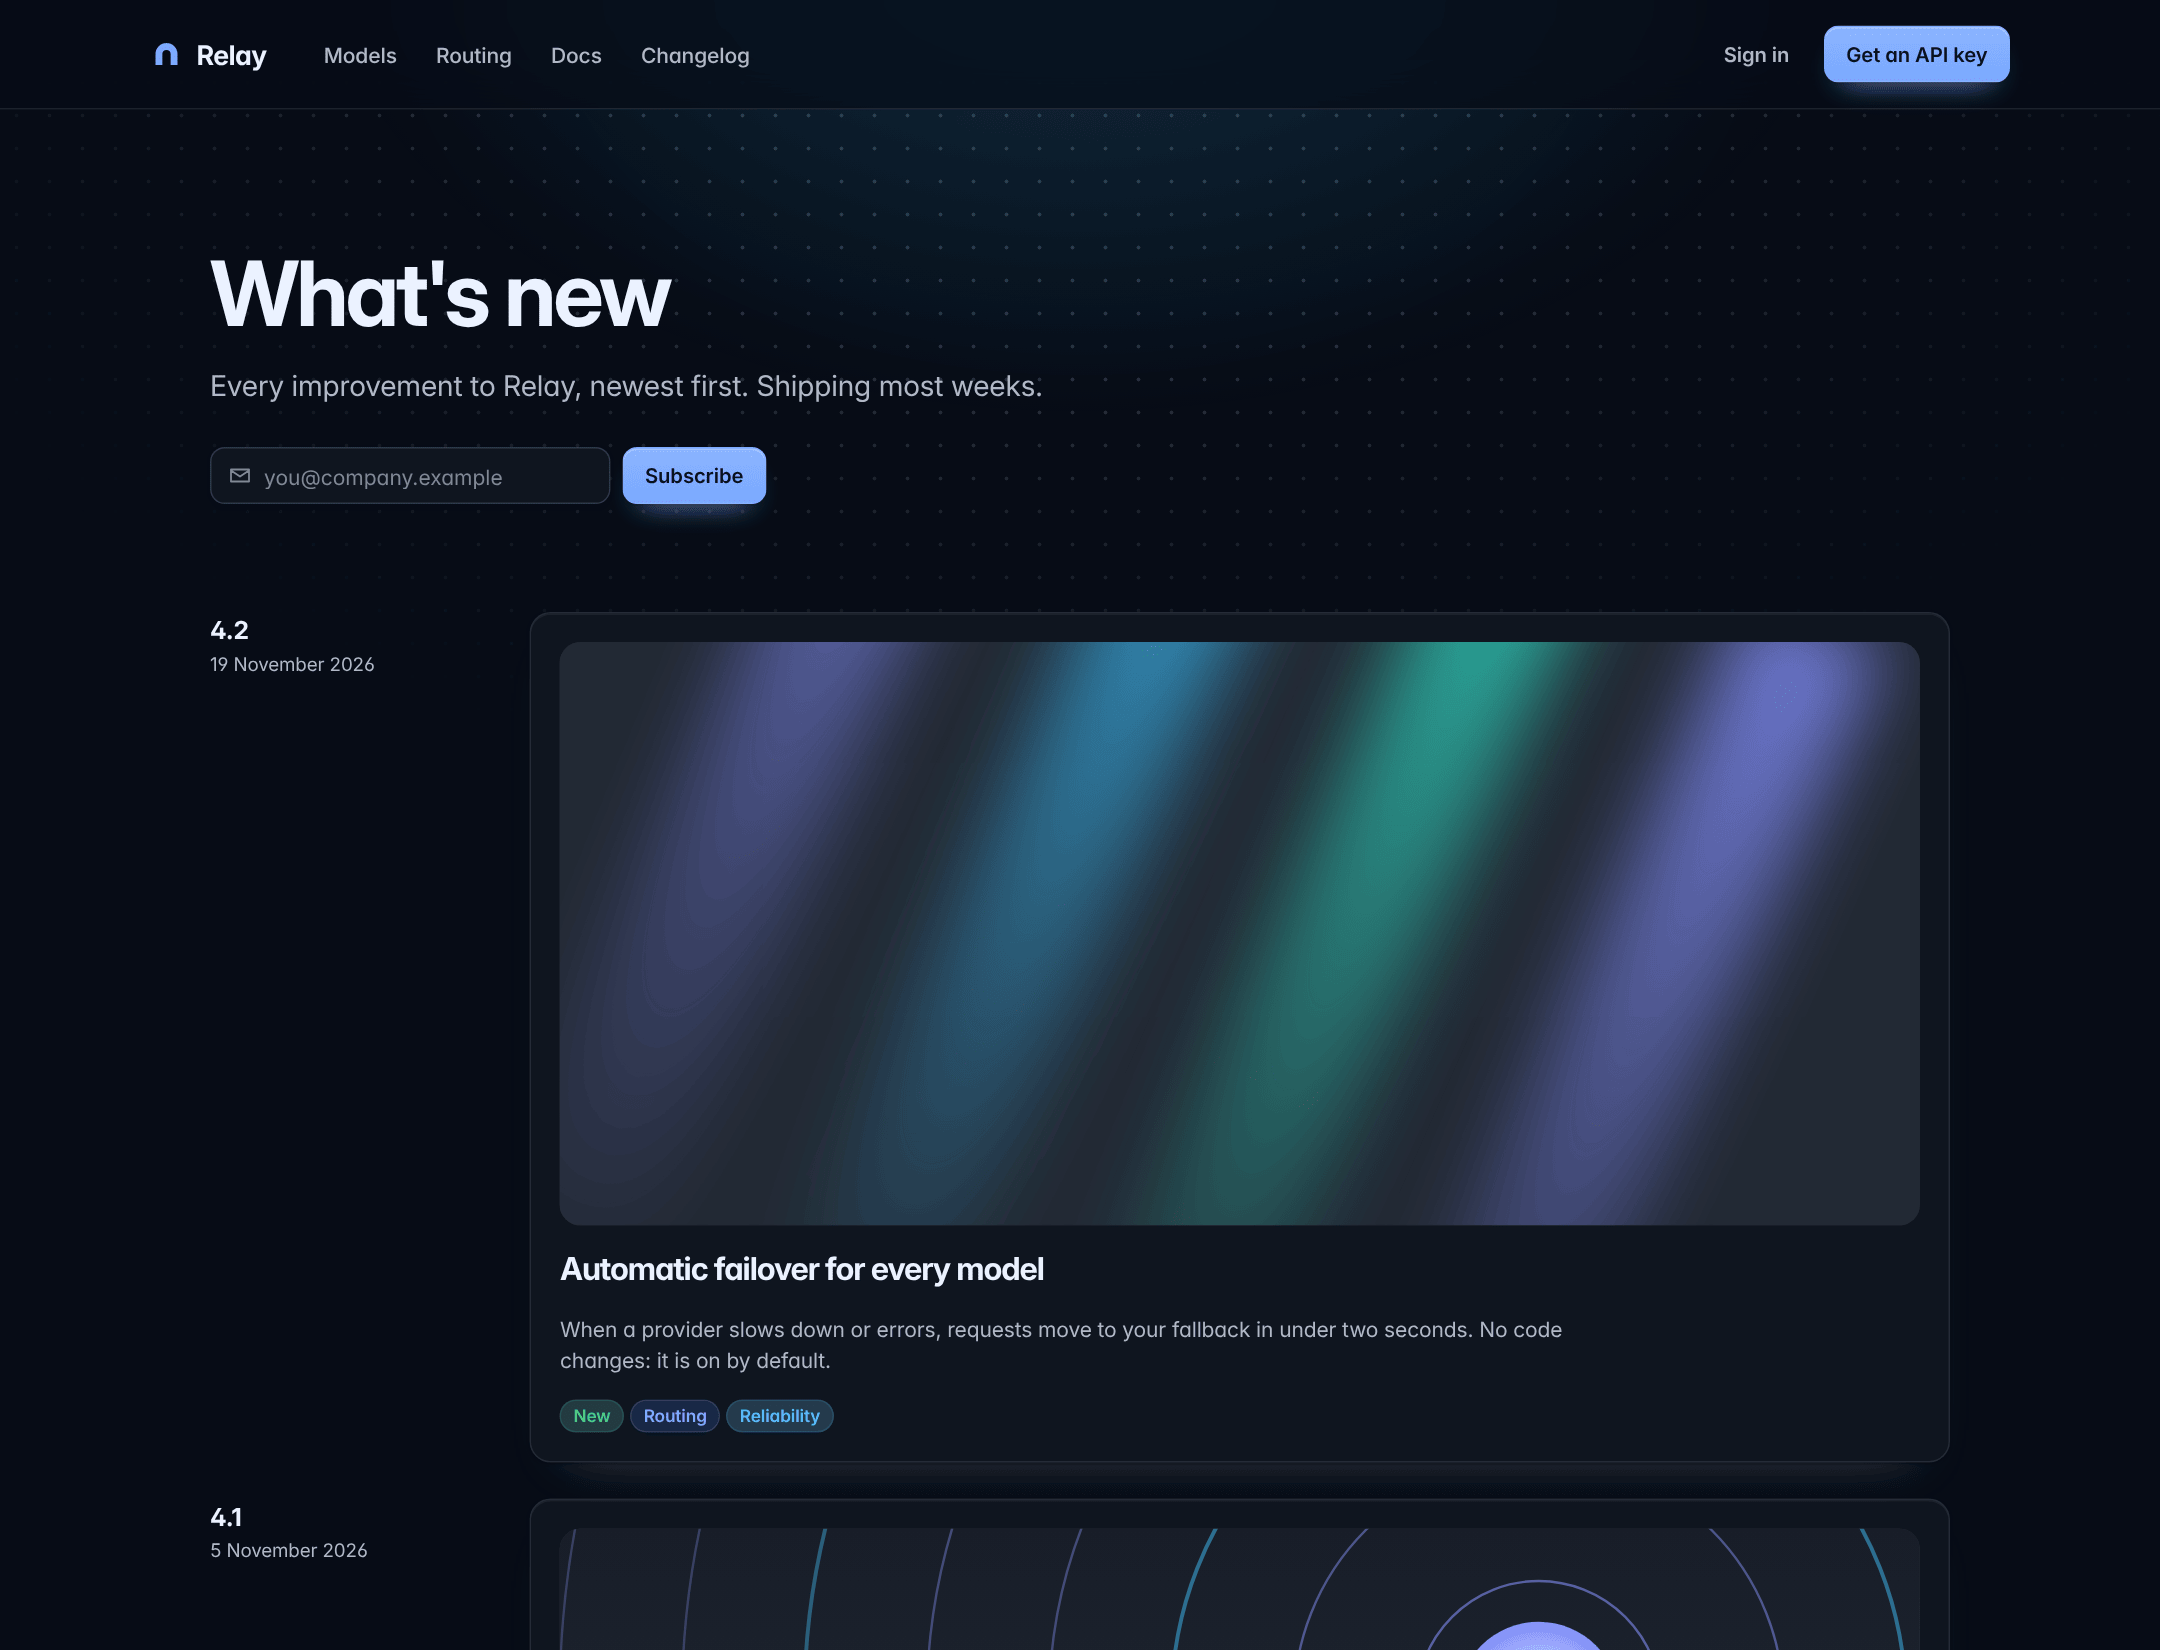 Relay
Models
Routing
Docs
Changelog
Sign in
Get an API key
What's new
Every improvement to Relay, newest first. Shipping most weeks.
you@company.example
Subscribe
4.2
19 November 2026
Automatic failover for every model
When a provider slows down or errors, requests move to your fallback in under two seconds. No code
changes: it is on by default.
New
Routing
Reliability
4.1
5 November 2026